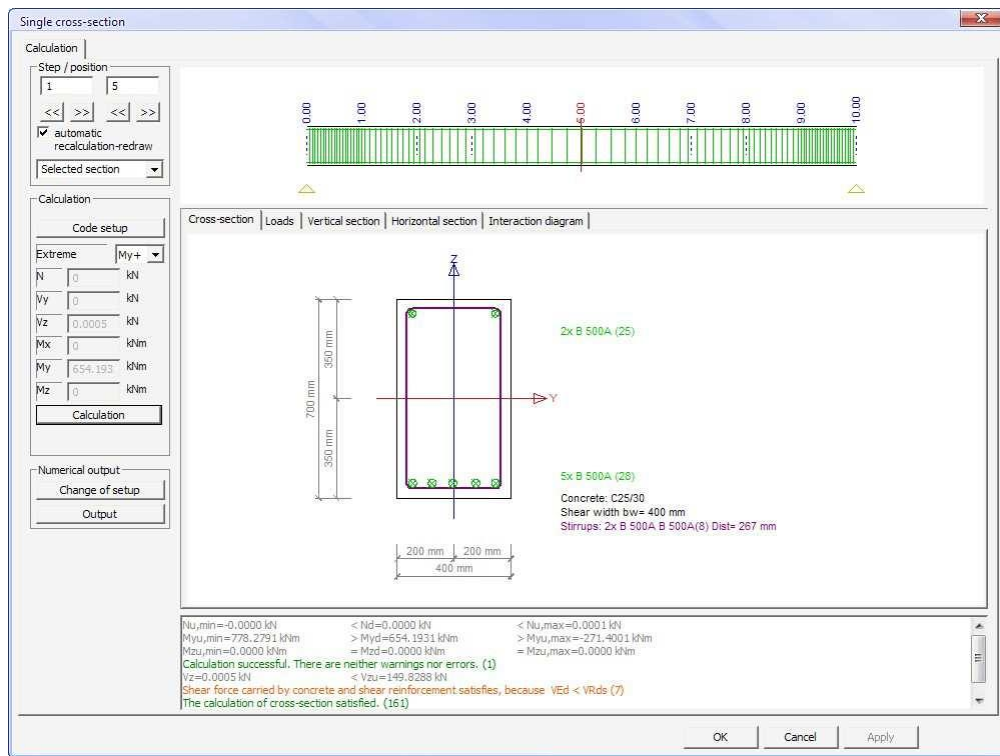 Single cross-section
Calculation
Step / position
1 5
<< >> << >>
automatic
recalculation-redraw
Selected section
Calculation
Code setup
Extreme My+
N 0 kN
Vy 0 kN
Vz 0.0005 kN
Mx 0 kNm
My 654.193 kNm
Mz 0 kNm
Calculation
Numerical output
Change of setup
Output
0.00 1.00 2.00 3.00 4.00 5.00 6.00 7.00 8.00 9.00 10.00
Cross-section Loads Vertical section Horizontal section Interaction diagram
Z
Y
700 mm
350 mm
350 mm
2x B 500A (25)
5x B 500A (28)
Concrete: C25/30
Shear width bw= 400 mm
Stirrups: 2x B 500A B 500A(8) Dist= 267 mm
200 mm 200 mm
400 mm
Nu,min=-0.0000 kN < Nd=0.0000 kN < Nu,max=0.0001 kN
Myu,min=778.2791 kNm > Myd=654.1931 kNm > Myu,max=-271.4001 kNm
Mzu,min=0.0000 kNm = Mzd=0.0000 kNm = Mzu,max=0.0000 kNm
Calculation successful. There are neither warnings nor errors. (1)
Vz=0.0005 kN < Vzu=149.8288 kN
Shear force carried by concrete and shear reinforcement satisfies, because VEd < VRds (7)
The calculation of cross-section satisfied. (161)
OK Cancel Apply